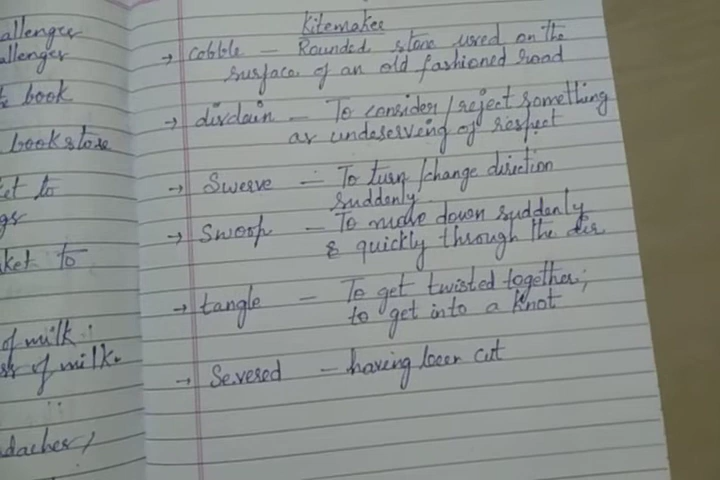 allenger
allenger
book
bookstore
ket to
gs
ket to
of milk ;
of milk.
daches,
Kitemaker
→ cobble – Rounded stone used on the
surface of an old fashioned road
→ disdain – To consider/reject something
as undeserving of respect
→ Swerve – To turn/change direction
suddenly
→ Swoop – To move down suddenly
& quickly through the air
→ tangle – To get twisted together;
to get into a knot
→ Severed – having been cut